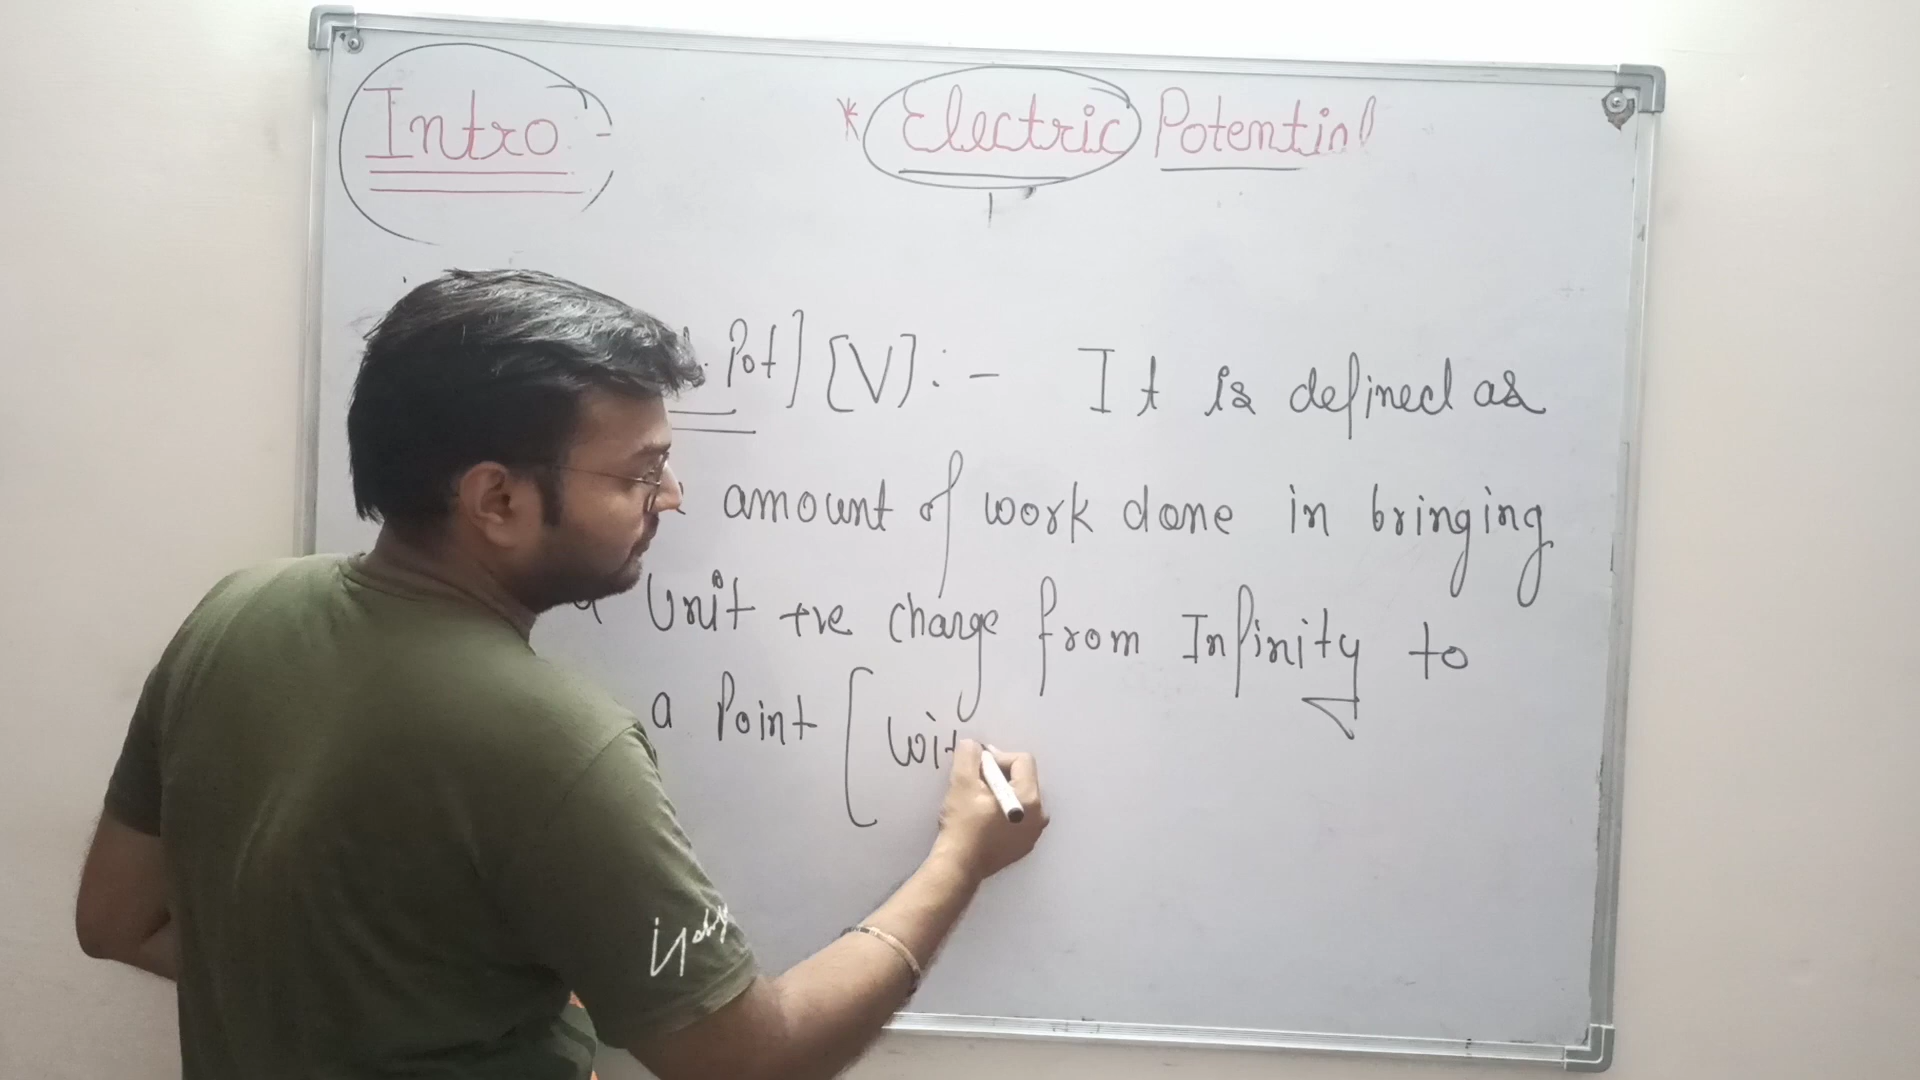 Intro - * Electric Potential
Pot] [V] :- It is defined as
amount of work done in bringing
a Unit +ve charge from Infinity to
a Point [ wit